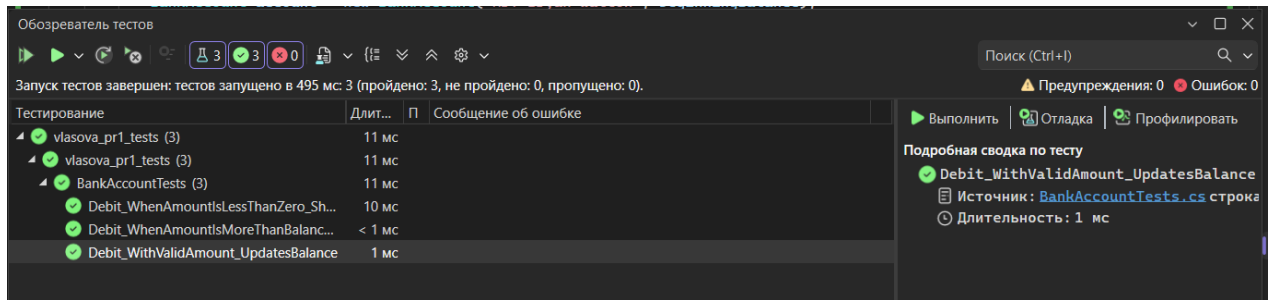 Обозреватель тестов
3 3 0
Поиск (Ctrl+I)
Запуск тестов завершен: тестов запущено в 495 мс: 3 (пройдено: 3, не пройдено: 0, пропущено: 0).
Предупреждения: 0 Ошибок: 0
Тестирование Длит... П Сообщение об ошибке
vlasova_pr1_tests (3) 11 мс
vlasova_pr1_tests (3) 11 мс
BankAccountTests (3) 11 мс
Debit_WhenAmountIsLessThanZero_Sh... 10 мс
Debit_WhenAmountIsMoreThanBalanc... < 1 мс
Debit_WithValidAmount_UpdatesBalance 1 мс
Выполнить Отладка Профилировать
Подробная сводка по тесту
Debit_WithValidAmount_UpdatesBalance
Источник: BankAccountTests.cs строка
Длительность: 1 мс